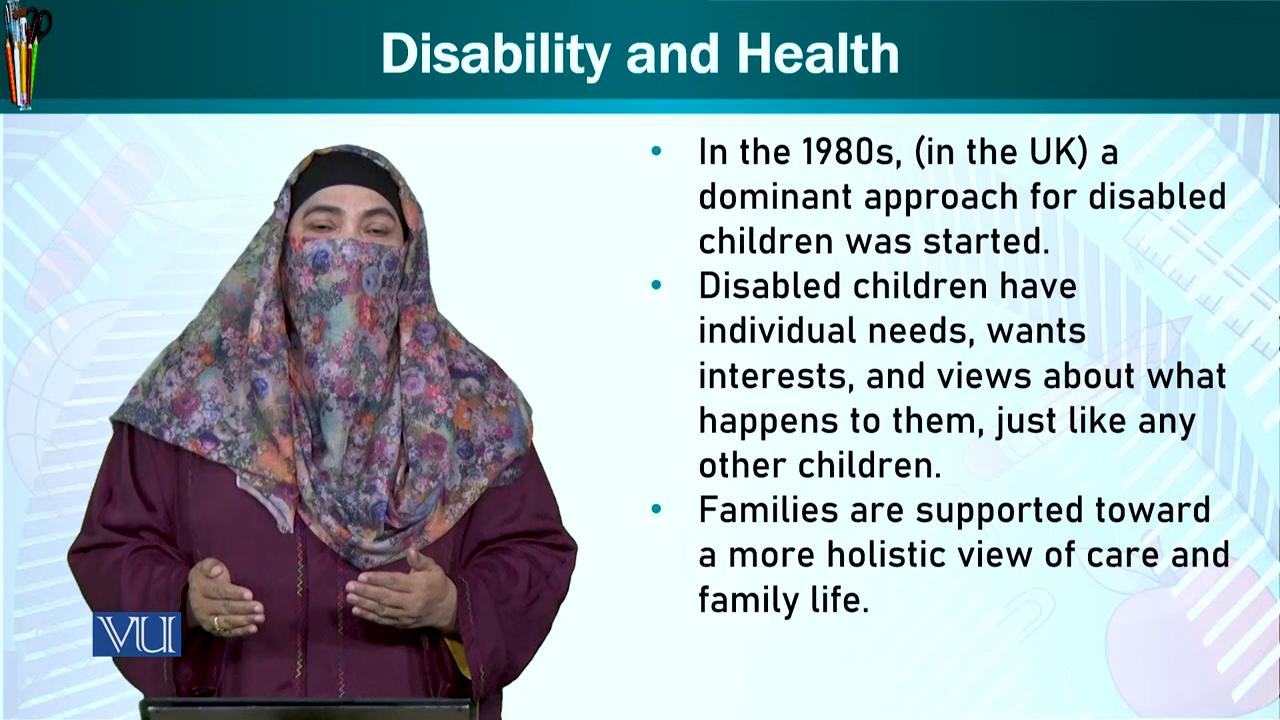 Disability and Health
• In the 1980s, (in the UK) a
dominant approach for disabled
children was started.
• Disabled children have
individual needs, wants
interests, and views about what
happens to them, just like any
other children.
• Families are supported toward
a more holistic view of care and
family life.
VU